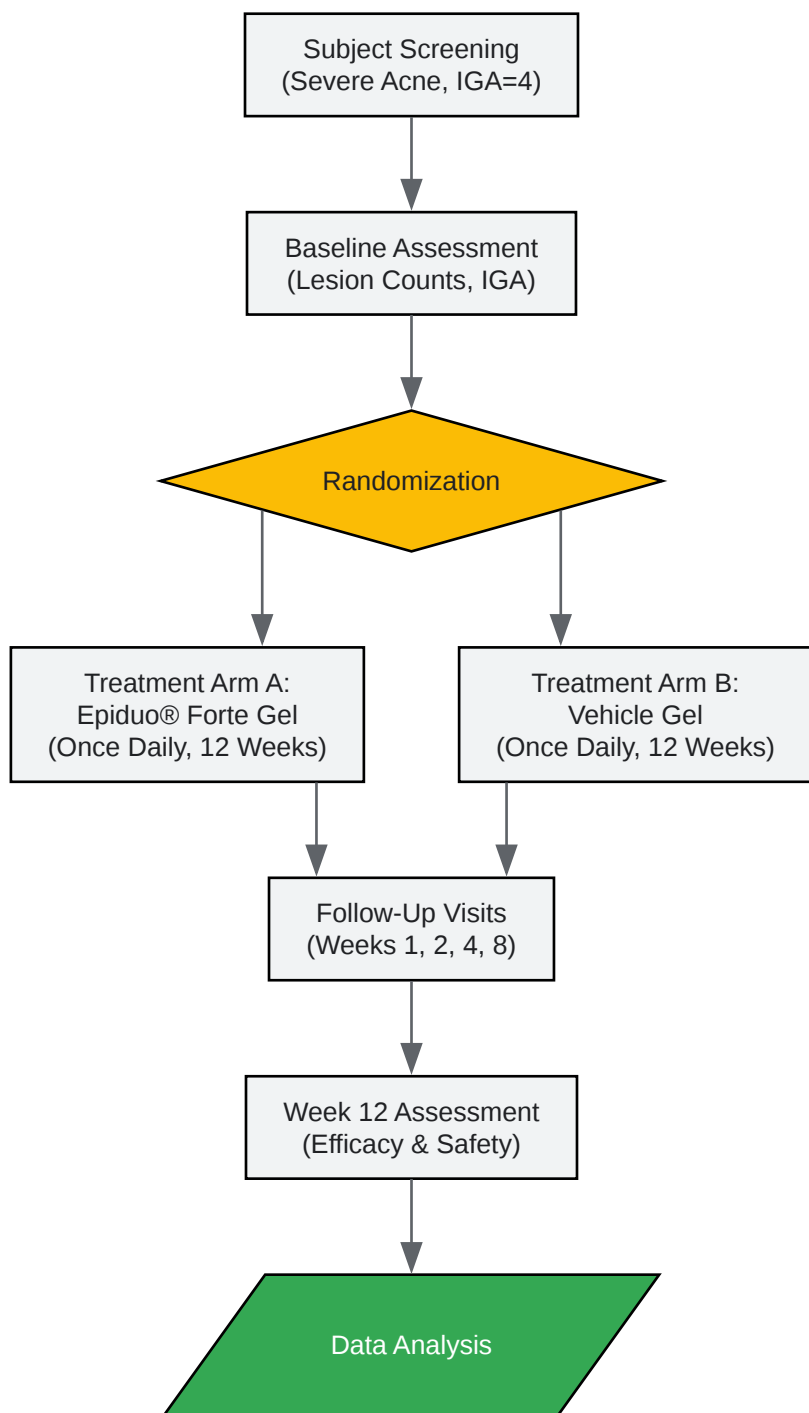 Subject Screening
(Severe Acne, IGA=4)
Baseline Assessment
(Lesion Counts, IGA)
Randomization
Treatment Arm A:
Epiduo® Forte Gel
(Once Daily, 12 Weeks)
Treatment Arm B:
Vehicle Gel
(Once Daily, 12 Weeks)
Follow-Up Visits
(Weeks 1, 2, 4, 8)
Week 12 Assessment
(Efficacy & Safety)
Data Analysis